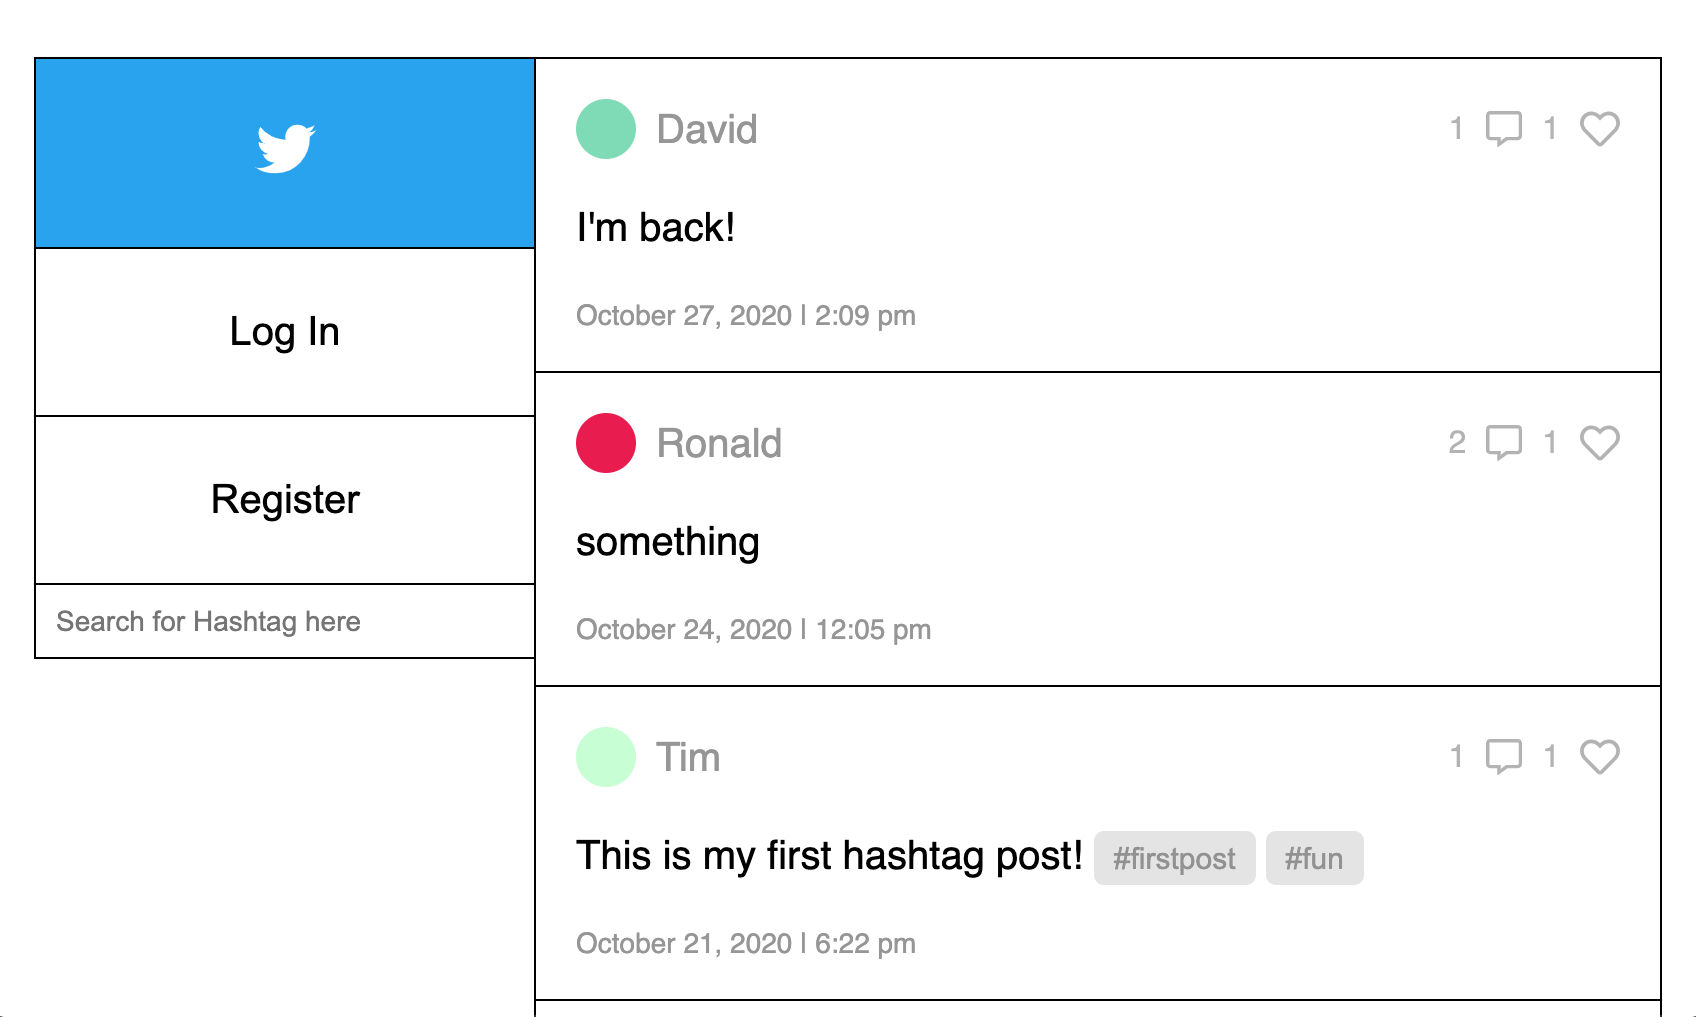 Log In
Register
Search for Hashtag here
David
1 1
I'm back!
October 27, 2020 | 2:09 pm
Ronald
2 1
something
October 24, 2020 | 12:05 pm
Tim
1 1
This is my first hashtag post! #firstpost #fun
October 21, 2020 | 6:22 pm